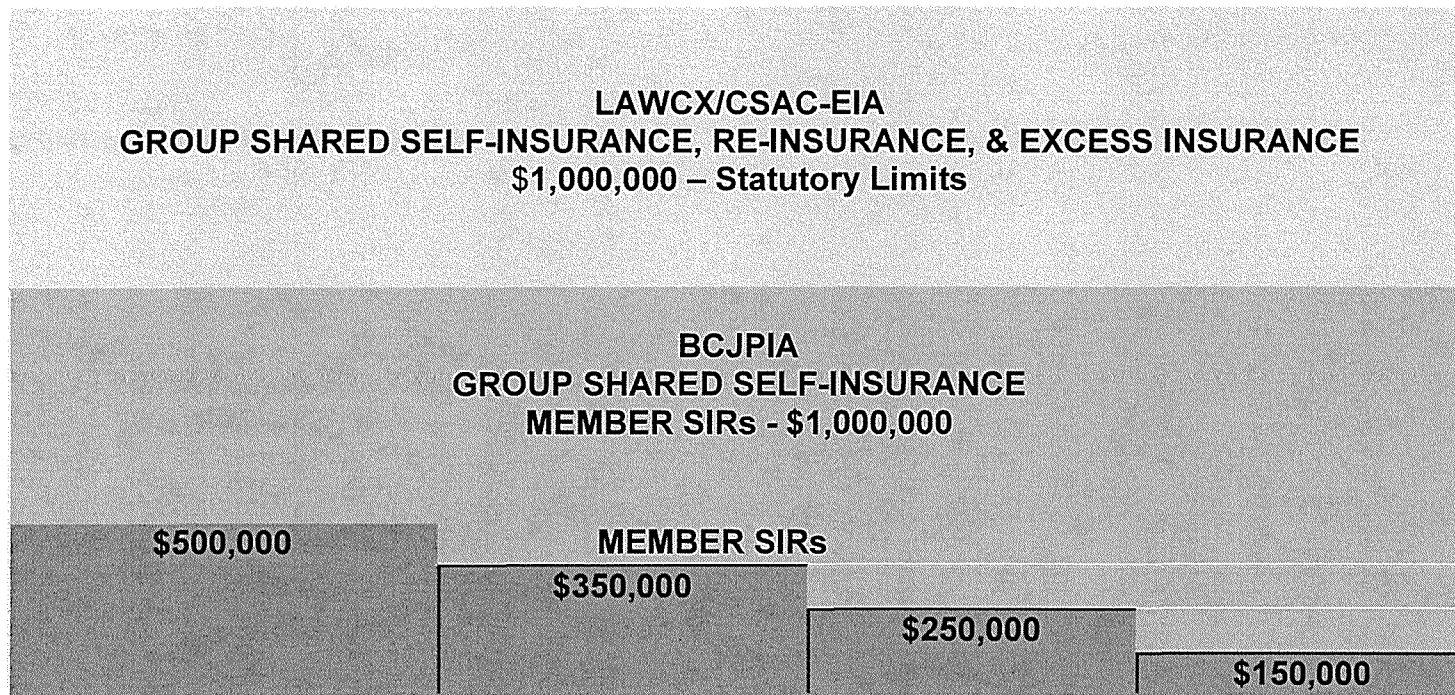 LAWCX/CSAC-EIA
GROUP SHARED SELF-INSURANCE, RE-INSURANCE, & EXCESS INSURANCE
$1,000,000 – Statutory Limits
BCJPIA
GROUP SHARED SELF-INSURANCE
MEMBER SIRs - $1,000,000
$500,000
MEMBER SIRs
$350,000
$250,000
$150,000